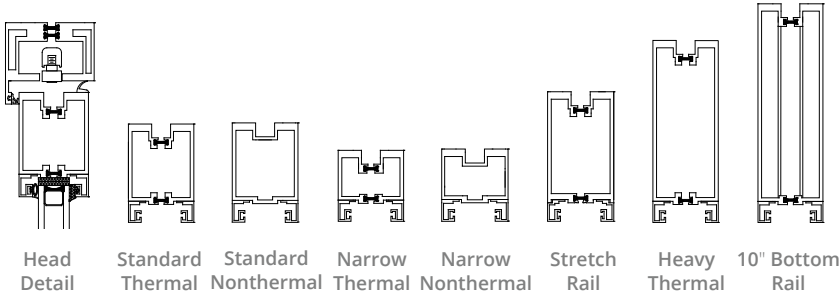 Head
Detail
Standard
Thermal
Standard
Nonthermal
Narrow
Thermal
Narrow
Nonthermal
Stretch
Rail
Heavy
Thermal
10" Bottom
Rail